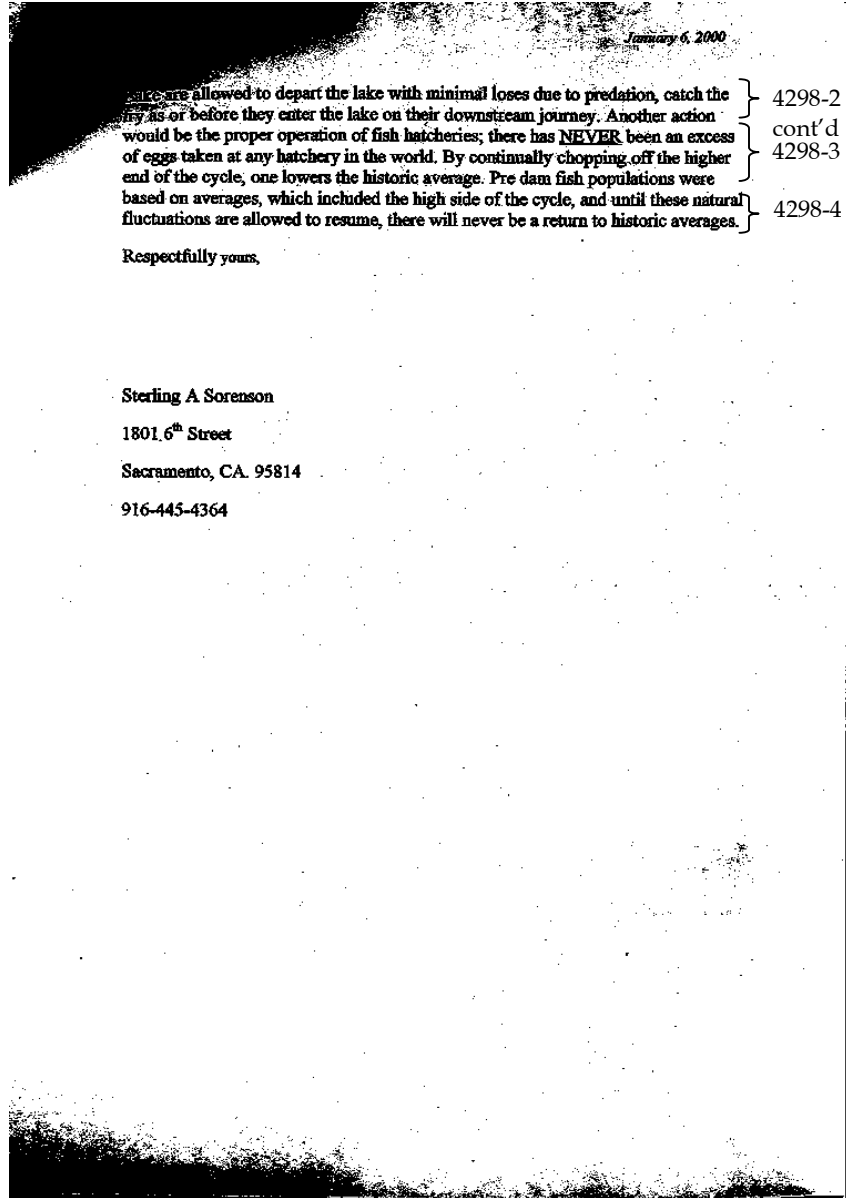 January 6, 2000
are allowed to depart the lake with minimal loses due to predation, catch the
fry as or before they enter the lake on their downstream journey. Another action
would be the proper operation of fish hatcheries; there has NEVER been an excess
of eggs taken at any hatchery in the world. By continually chopping off the higher
end of the cycle, one lowers the historic average. Pre dam fish populations were
based on averages, which included the high side of the cycle, and until these natural
fluctuations are allowed to resume, there will never be a return to historic averages.
4298-2
cont'd
4298-3
4298-4
Respectfully yours,
Sterling A Sorenson
1801 6th Street
Sacramento, CA. 95814
916-445-4364